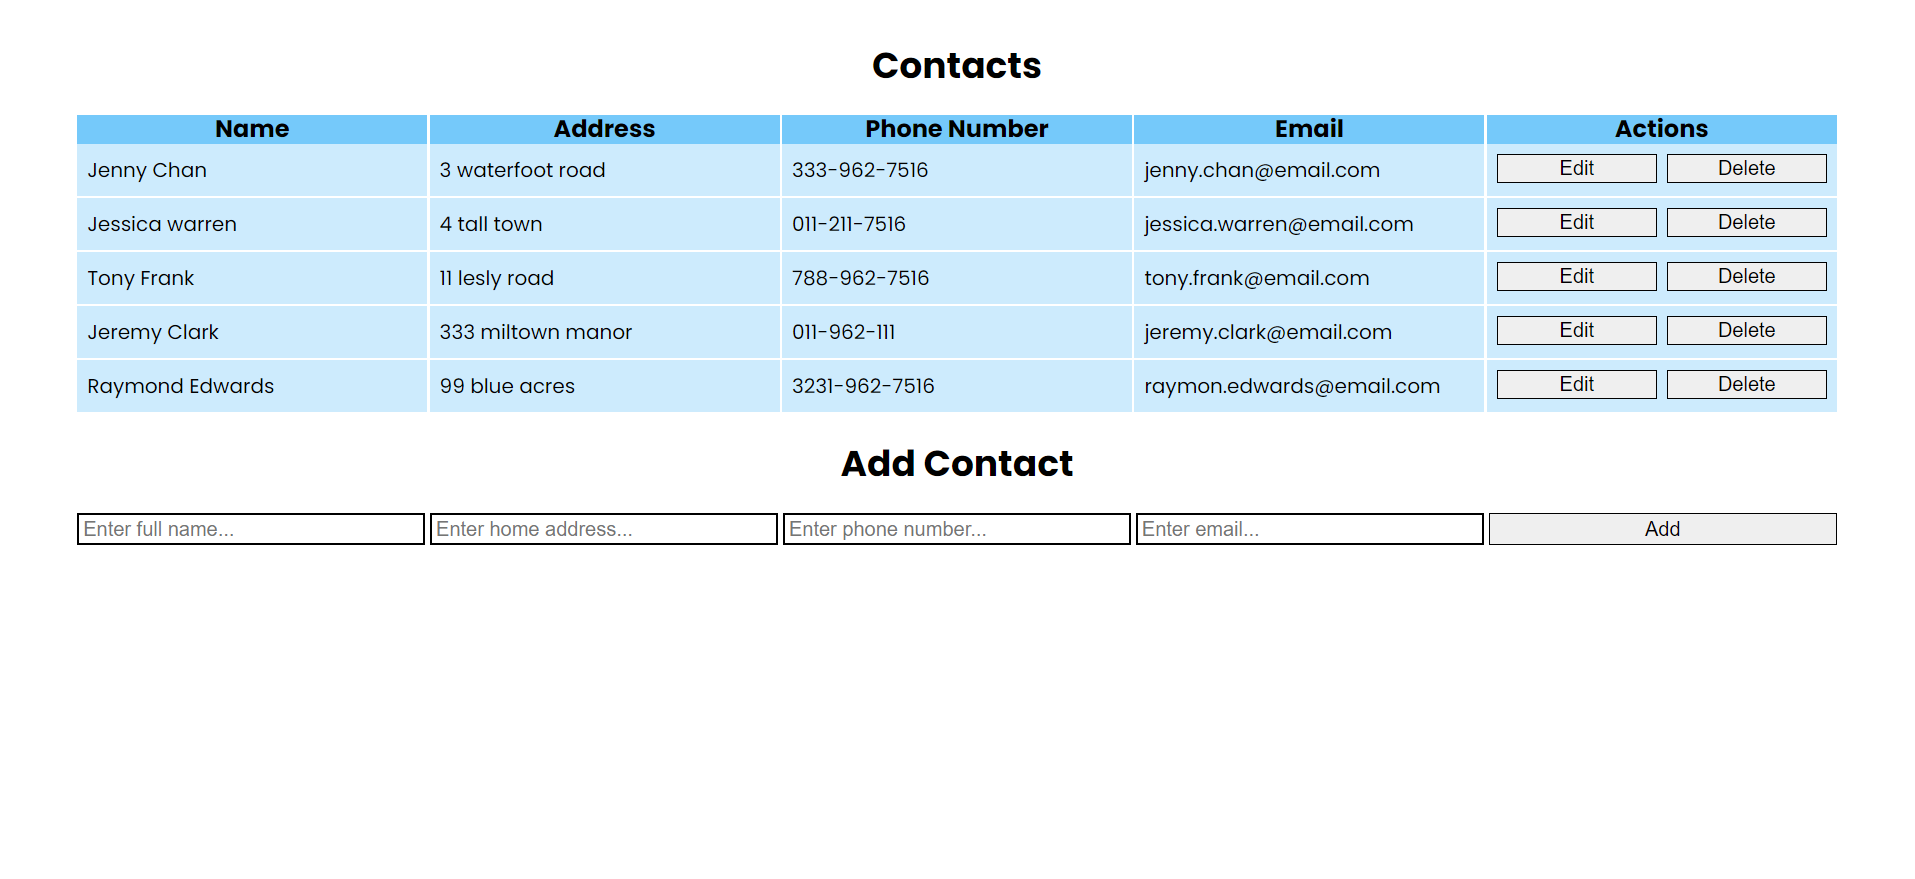 Contacts
Name Address Phone Number Email Actions
Jenny Chan 3 waterfoot road 333-962-7516 jenny.chan@email.com Edit Delete
Jessica warren 4 tall town 011-211-7516 jessica.warren@email.com Edit Delete
Tony Frank 11 lesly road 788-962-7516 tony.frank@email.com Edit Delete
Jeremy Clark 333 miltown manor 011-962-111 jeremy.clark@email.com Edit Delete
Raymond Edwards 99 blue acres 3231-962-7516 raymon.edwards@email.com Edit Delete
Add Contact
Enter full name... Enter home address... Enter phone number... Enter email... Add